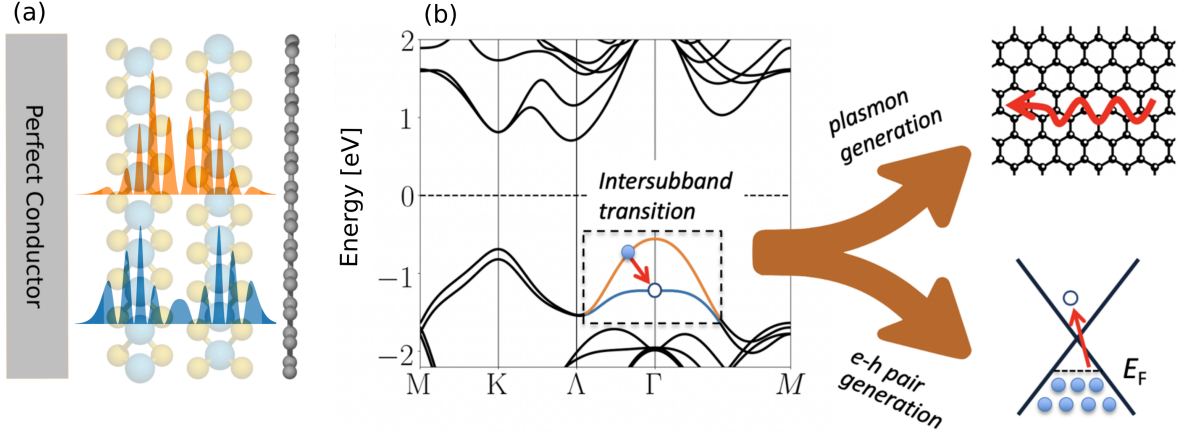 (a)
Perfect Conductor
(b)
Energy [eV]
2
1
0
−1
−2
M
K
Λ
Γ
M
Intersubband
transition
plasmon
generation
e-h pair
generation
E_F